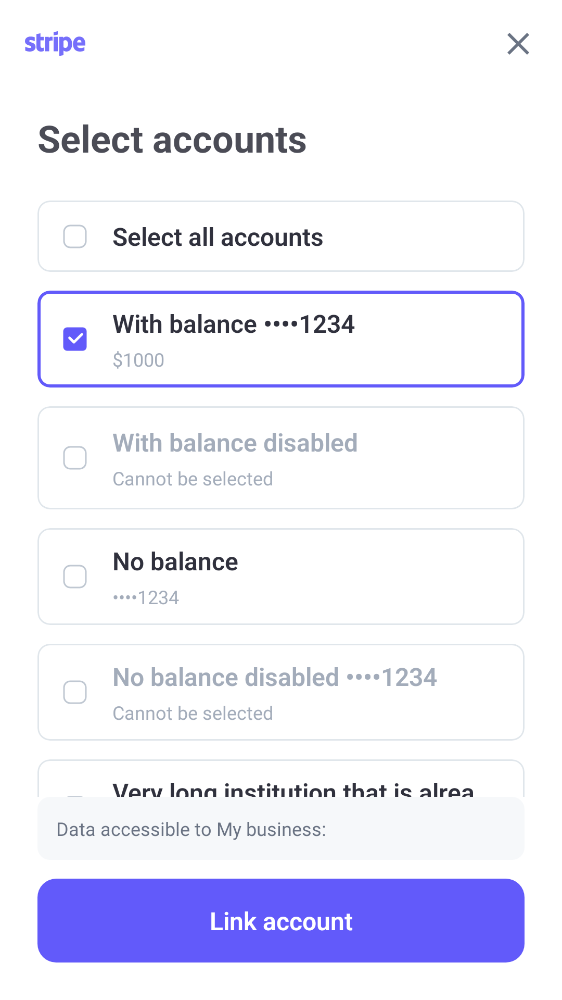 stripe
Select accounts
Select all accounts
With balance ••••1234
$1000
With balance disabled
Cannot be selected
No balance
••••1234
No balance disabled ••••1234
Cannot be selected
Very long institution that is alrea
Data accessible to My business:
Link account